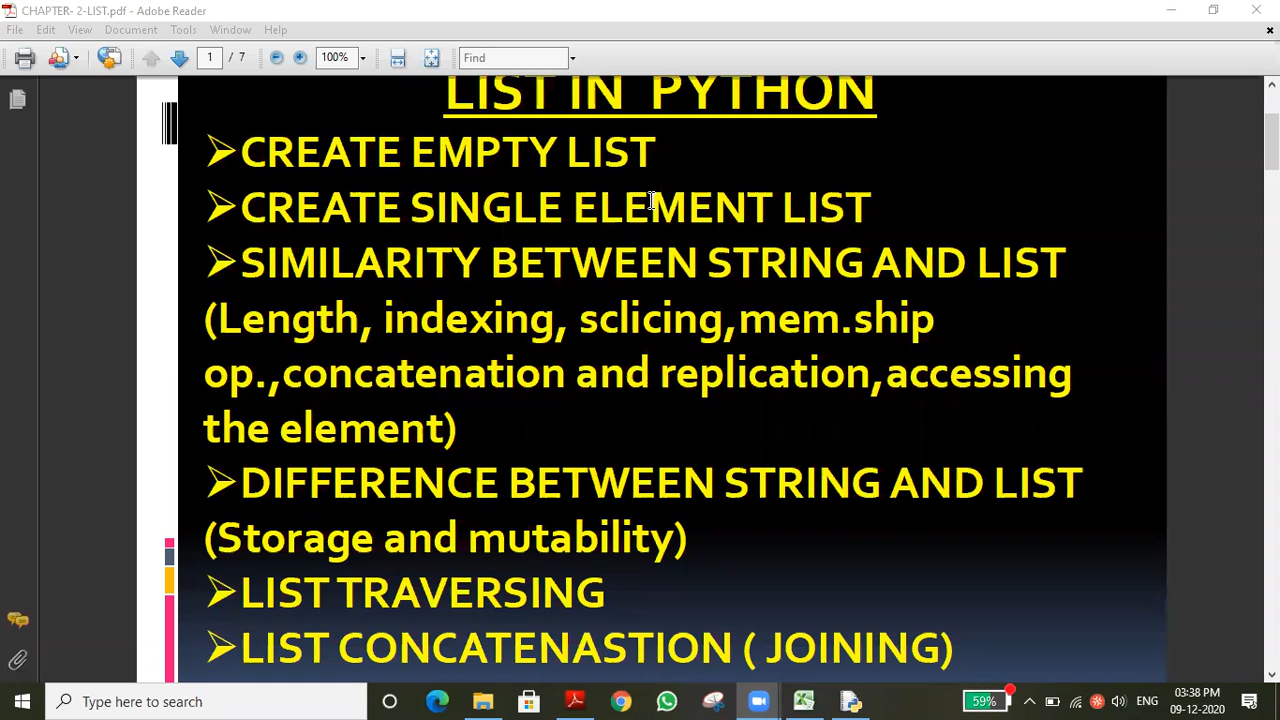 CHAPTER- 2-LIST.pdf - Adobe Reader
File Edit View Document Tools Window Help
1 / 7 100% Find
LIST IN PYTHON
➢CREATE EMPTY LIST
➢CREATE SINGLE ELEMENT LIST
➢SIMILARITY BETWEEN STRING AND LIST
(Length, indexing, sclicing,mem.ship
op.,concatenation and replication,accessing
the element)
➢DIFFERENCE BETWEEN STRING AND LIST
(Storage and mutability)
➢LIST TRAVERSING
➢LIST CONCATENASTION ( JOINING)
Type here to search
59%
ENG
03:38 PM
09-12-2020